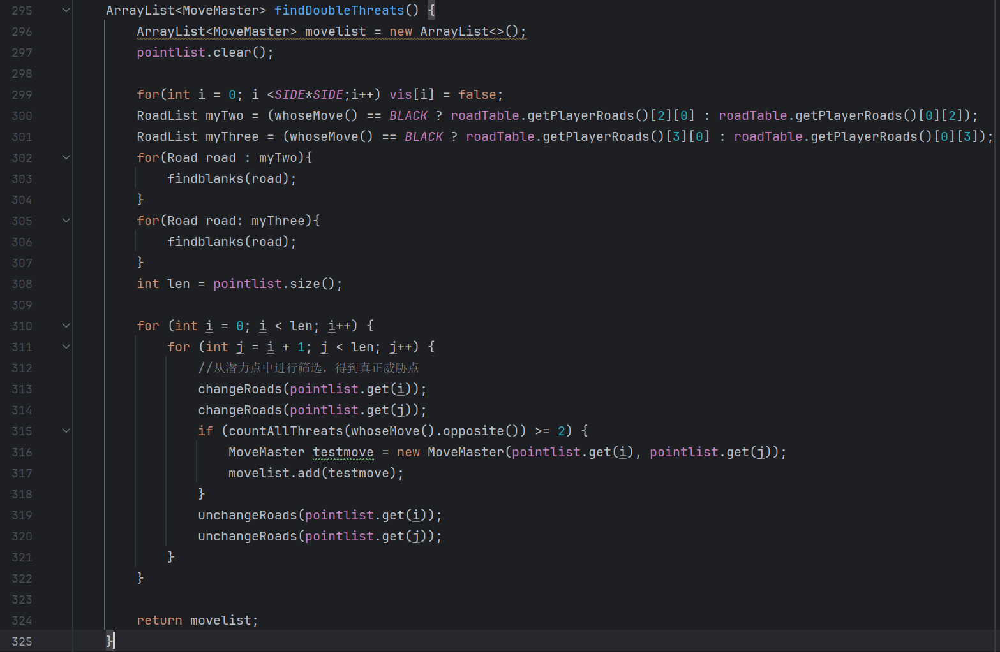 295 ArrayList<MoveMaster> findDoubleThreats() {
296 ArrayList<MoveMaster> movelist = new ArrayList<>();
297 pointlist.clear();
298
299 for(int i = 0; i <SIDE*SIDE;i++) vis[i] = false;
300 RoadList myTwo = (whoseMove() == BLACK ? roadTable.getPlayerRoads()[2][0] : roadTable.getPlayerRoads()[0][2]);
301 RoadList myThree = (whoseMove() == BLACK ? roadTable.getPlayerRoads()[3][0] : roadTable.getPlayerRoads()[0][3]);
302 for(Road road : myTwo){
303 findblanks(road);
304 }
305 for(Road road: myThree){
306 findblanks(road);
307 }
308 int len = pointlist.size();
309
310 for (int i = 0; i < len; i++) {
311 for (int j = i + 1; j < len; j++) {
312 //从潜力点中进行筛选，得到真正威胁点
313 changeRoads(pointlist.get(i));
314 changeRoads(pointlist.get(j));
315 if (countAllThreats(whoseMove().opposite()) >= 2) {
316 MoveMaster testmove = new MoveMaster(pointlist.get(i), pointlist.get(j));
317 movelist.add(testmove);
318 }
319 unchangeRoads(pointlist.get(i));
320 unchangeRoads(pointlist.get(j));
321 }
322 }
323
324 return movelist;
325 }